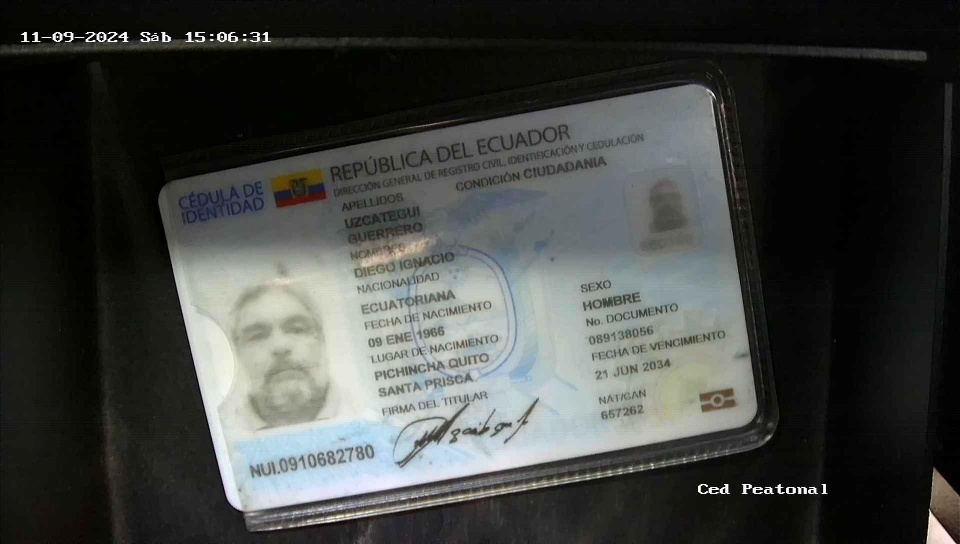 11-09-2024 Sáb 15:06:31
CÉDULA DE
IDENTIDAD
REPÚBLICA DEL ECUADOR
DIRECCIÓN GENERAL DE REGISTRO CIVIL, IDENTIFICACIÓN Y CEDULACIÓN
CONDICIÓN CIUDADANIA
APELLIDOS
UZCATEGUI
GUERRERO
NOMBRES
DIEGO IGNACIO
NACIONALIDAD
ECUATORIANA
FECHA DE NACIMIENTO
09 ENE 1966
LUGAR DE NACIMIENTO
PICHINCHA QUITO
SANTA PRISCA
FIRMA DEL TITULAR
SEXO
HOMBRE
No. DOCUMENTO
089138056
FECHA DE VENCIMIENTO
21 JUN 2034
NAT/CAN
657262
NUI.0910682780
Ced Peatonal